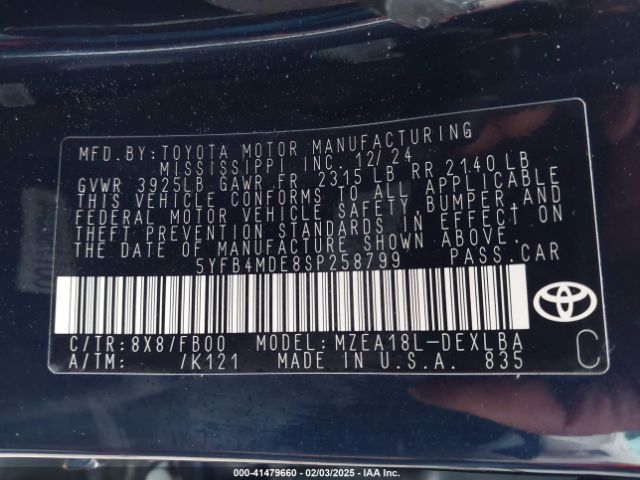 MFD. BY: TOYOTA MOTOR MANUFACTURING
MISSISSIPPI, INC. 12/24
GVWR 3925LB GAWR FR 2315 LB RR 2140 LB
THIS VEHICLE CONFORMS TO ALL APPLICABLE
FEDERAL MOTOR VEHICLE SAFETY, BUMPER, AND
THEFT PREVENTION STANDARDS IN EFFECT ON
THE DATE OF MANUFACTURE SHOWN ABOVE.
5YFB4MDE8SP258799 PASS. CAR
C/TR: 8X8/FB00 MODEL: MZEA18L-DEXLBA
A/TM: /K121 MADE IN U.S.A. 835
C
000-41479660 - 02/03/2025 - IAAI.com